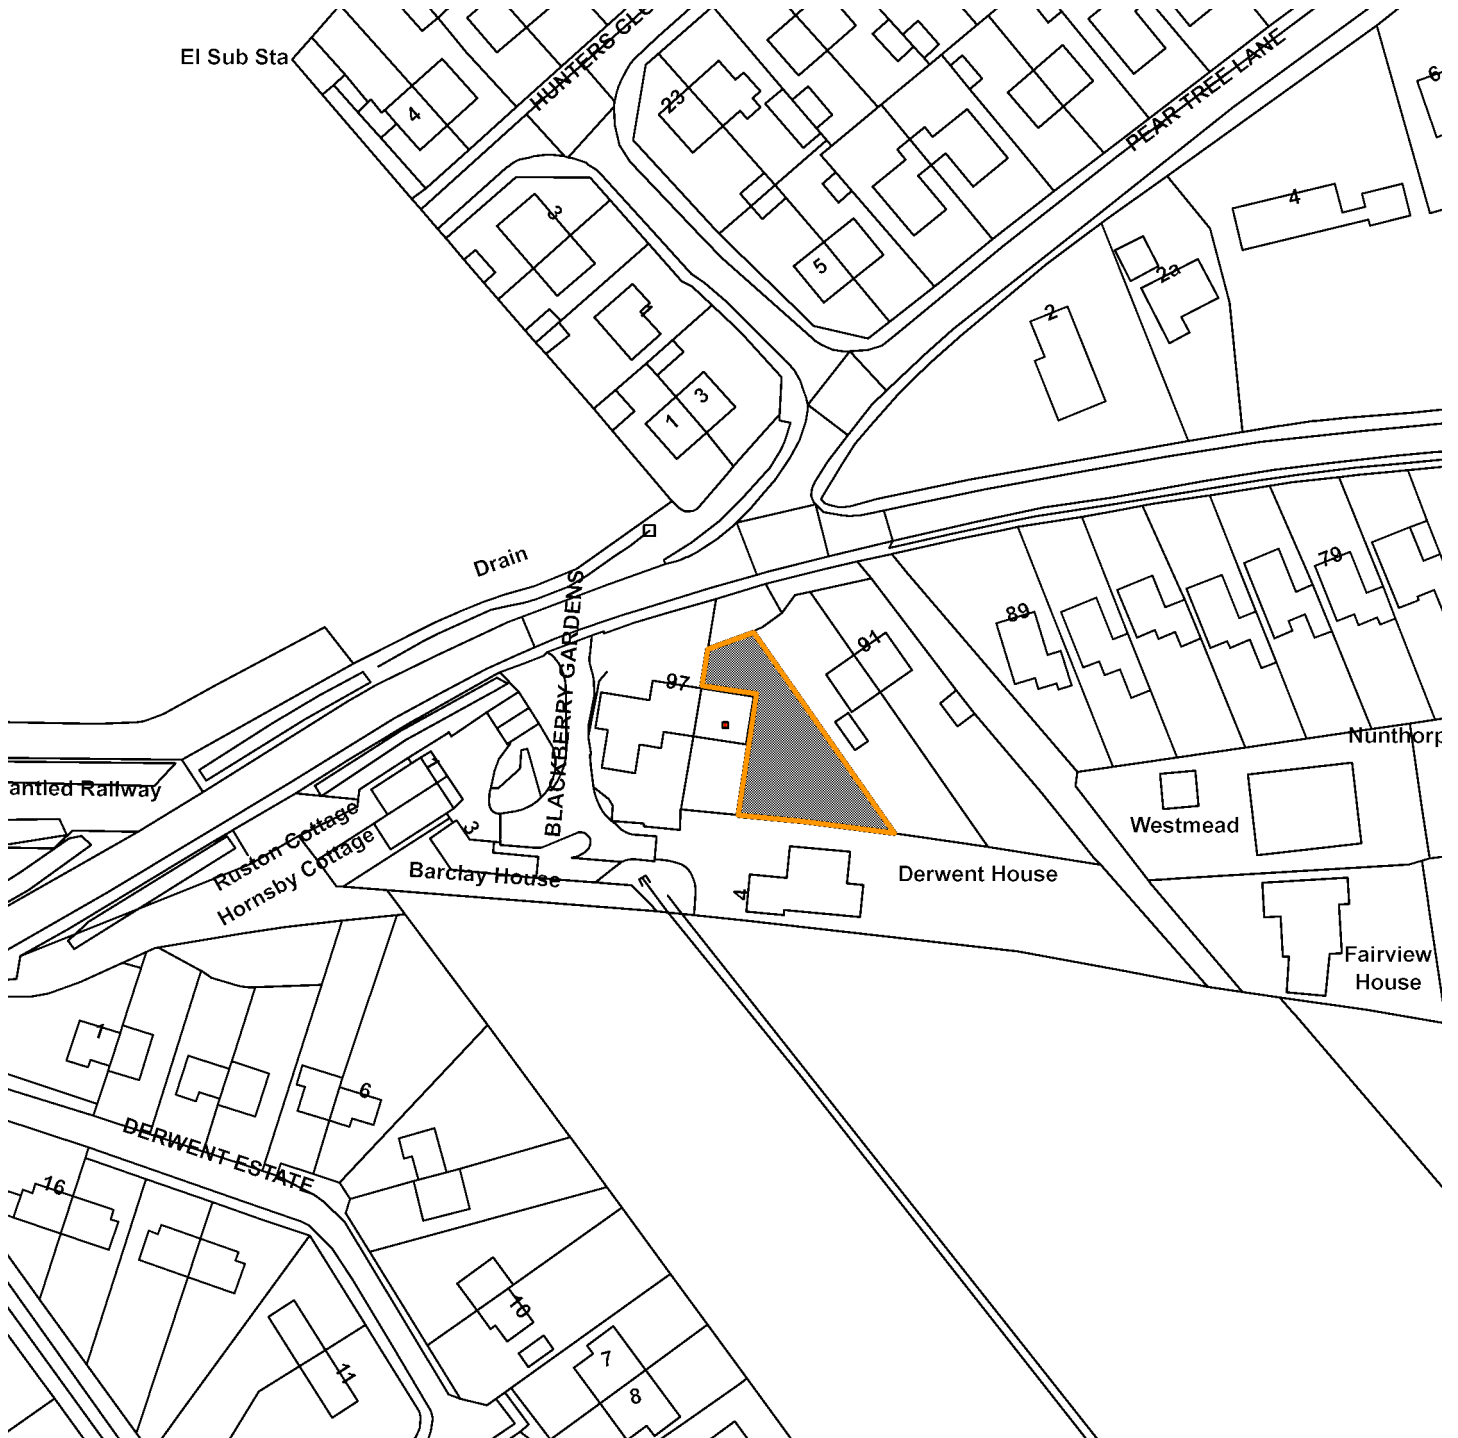 El Sub Sta
HUNTERS CLO
4
23
PEAR TREE LANE
6
3
5
4
2a
2
1
3
Drain
BLACKBERRY GARDENS
79
89
91
97
Nunthorp
antled Railway
Westmead
Ruston Cottage
Hornsby Cottage
1
3
Barclay House
E
4
Derwent House
Fairview
House
1
6
DERWENT ESTATE
16
10
11
7
8